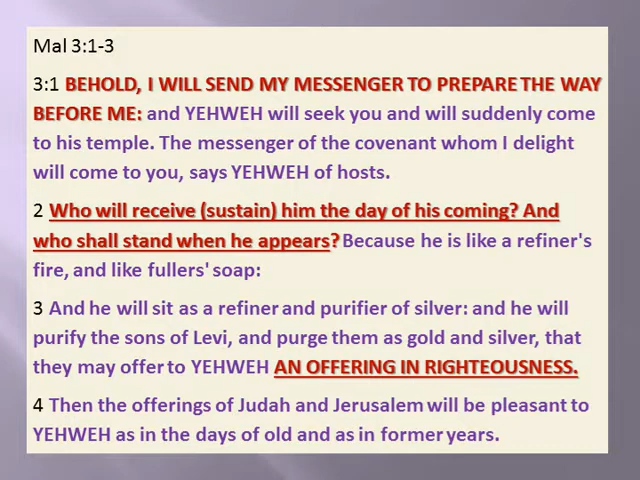 Mal 3:1-3
3:1 BEHOLD, I WILL SEND MY MESSENGER TO PREPARE THE WAY
BEFORE ME: and YEHWEH will seek you and will suddenly come
to his temple. The messenger of the covenant whom I delight
will come to you, says YEHWEH of hosts.
2 Who will receive (sustain) him the day of his coming? And
who shall stand when he appears? Because he is like a refiner's
fire, and like fullers' soap:
3 And he will sit as a refiner and purifier of silver: and he will
purify the sons of Levi, and purge them as gold and silver, that
they may offer to YEHWEH AN OFFERING IN RIGHTEOUSNESS.
4 Then the offerings of Judah and Jerusalem will be pleasant to
YEHWEH as in the days of old and as in former years.